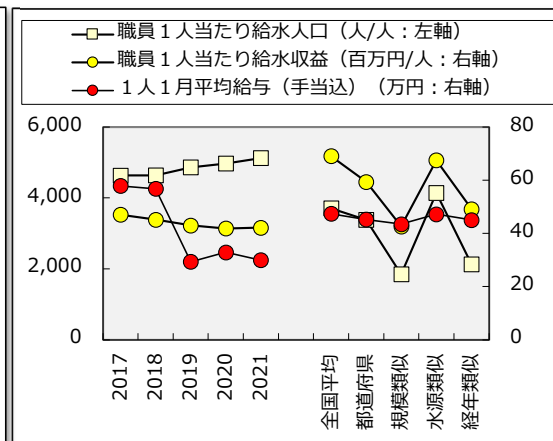 職員１人当たり給水人口（人/人：左軸）
職員１人当たり給水収益（百万円/人：右軸）
１人１月平均給与（手当込）（万円：右軸）
6,000
4,000
2,000
0
80
60
40
20
0
2017
2018
2019
2020
2021
全国平均
都道府県
規模類似
水源類似
経年類似